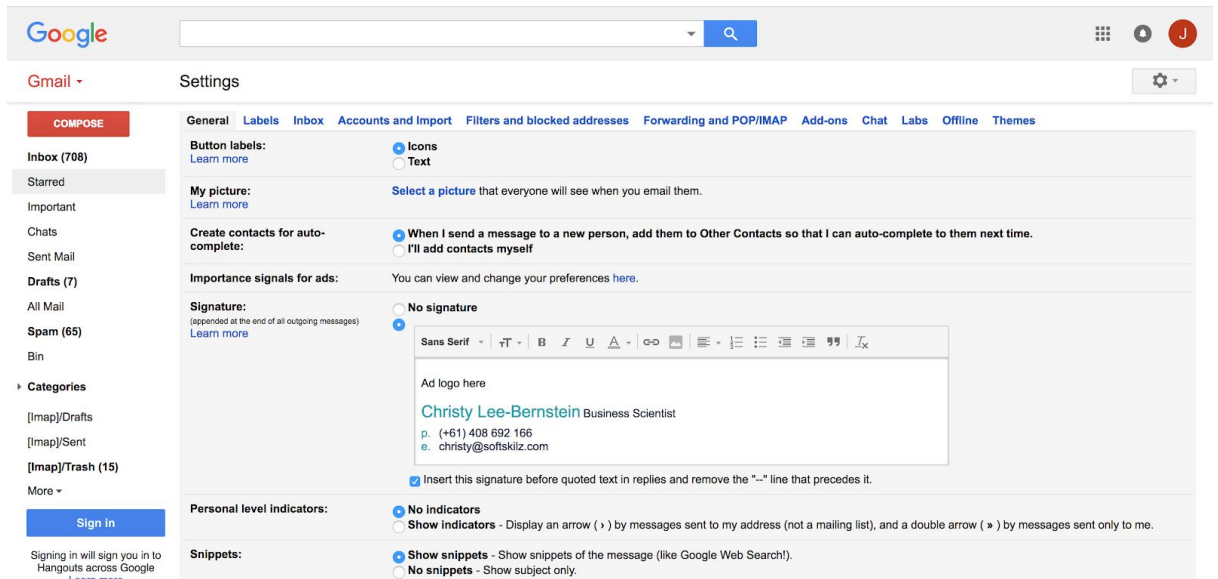 Google
J
Gmail
Settings
COMPOSE
General Labels Inbox Accounts and Import Filters and blocked addresses Forwarding and POP/IMAP Add-ons Chat Labs Offline Themes
Inbox (708)
Starred
Important
Chats
Sent Mail
Drafts (7)
All Mail
Spam (65)
Bin
Categories
[Imap]/Drafts
[Imap]/Sent
[Imap]/Trash (15)
More
Sign in
Signing in will sign you in to
Hangouts across Google
Learn more
Button labels:
Learn more
Icons
Text
My picture:
Learn more
Select a picture that everyone will see when you email them.
Create contacts for auto-
complete:
When I send a message to a new person, add them to Other Contacts so that I can auto-complete to them next time.
I'll add contacts myself
Importance signals for ads:
You can view and change your preferences here.
Signature:
(appended at the end of all outgoing messages)
Learn more
No signature
Sans Serif
Ad logo here
Christy Lee-Bernstein Business Scientist
p. (+61) 408 692 166
e. christy@softskilz.com
Insert this signature before quoted text in replies and remove the "--" line that precedes it.
Personal level indicators:
No indicators
Show indicators - Display an arrow ( › ) by messages sent to my address (not a mailing list), and a double arrow ( » ) by messages sent only to me.
Snippets:
Show snippets - Show snippets of the message (like Google Web Search!).
No snippets - Show subject only.